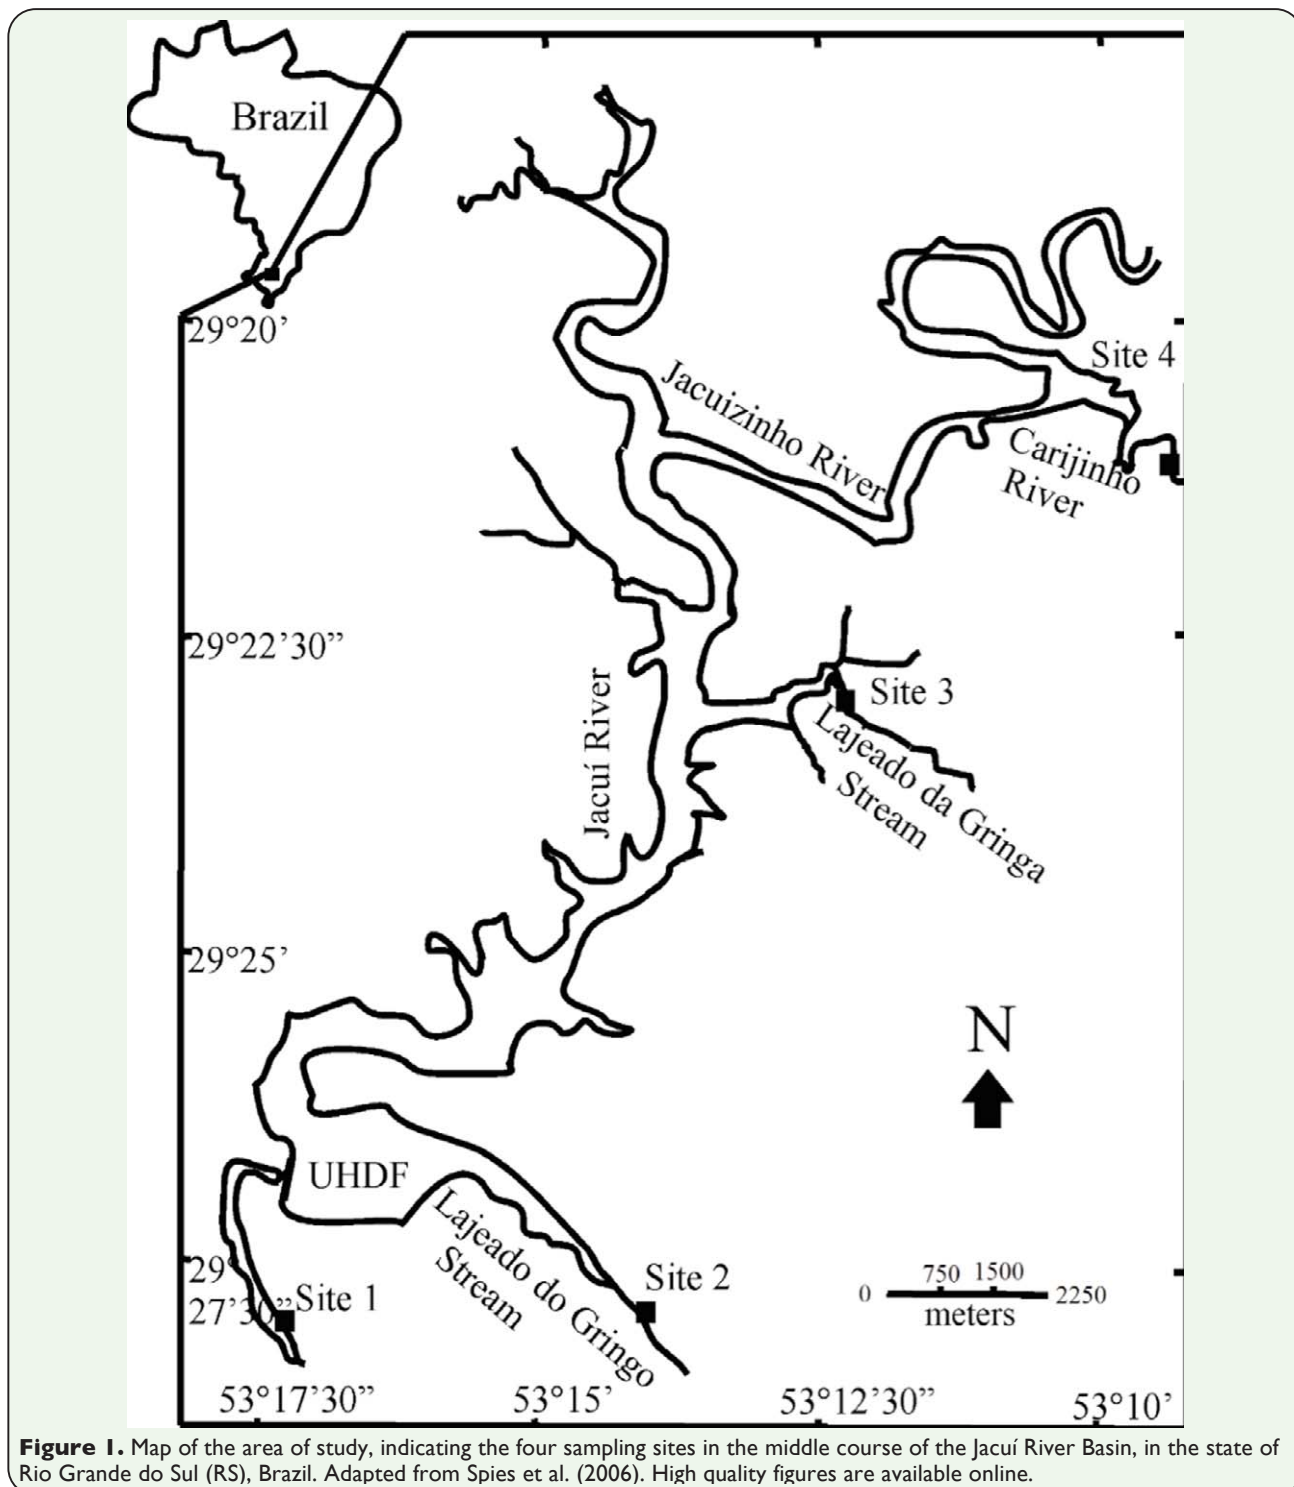 Brazil
29°20’
Site 4
Jacuizinho River
Carijinho
River
29°22’30”
Site 3
Jacuí River
Lajeado da Gringa
Stream
29°25’
N
UHDF
Lajeado do Gringo
Stream
Site 2
29°
27’30”
Site 1
750 1500
0
2250
meters
53°17’30”
53°15’
53°12’30”
53°10’
Figure 1. Map of the area of study, indicating the four sampling sites in the middle course of the Jacuí River Basin, in the state of
Rio Grande do Sul (RS), Brazil. Adapted from Spies et al. (2006). High quality figures are available online.